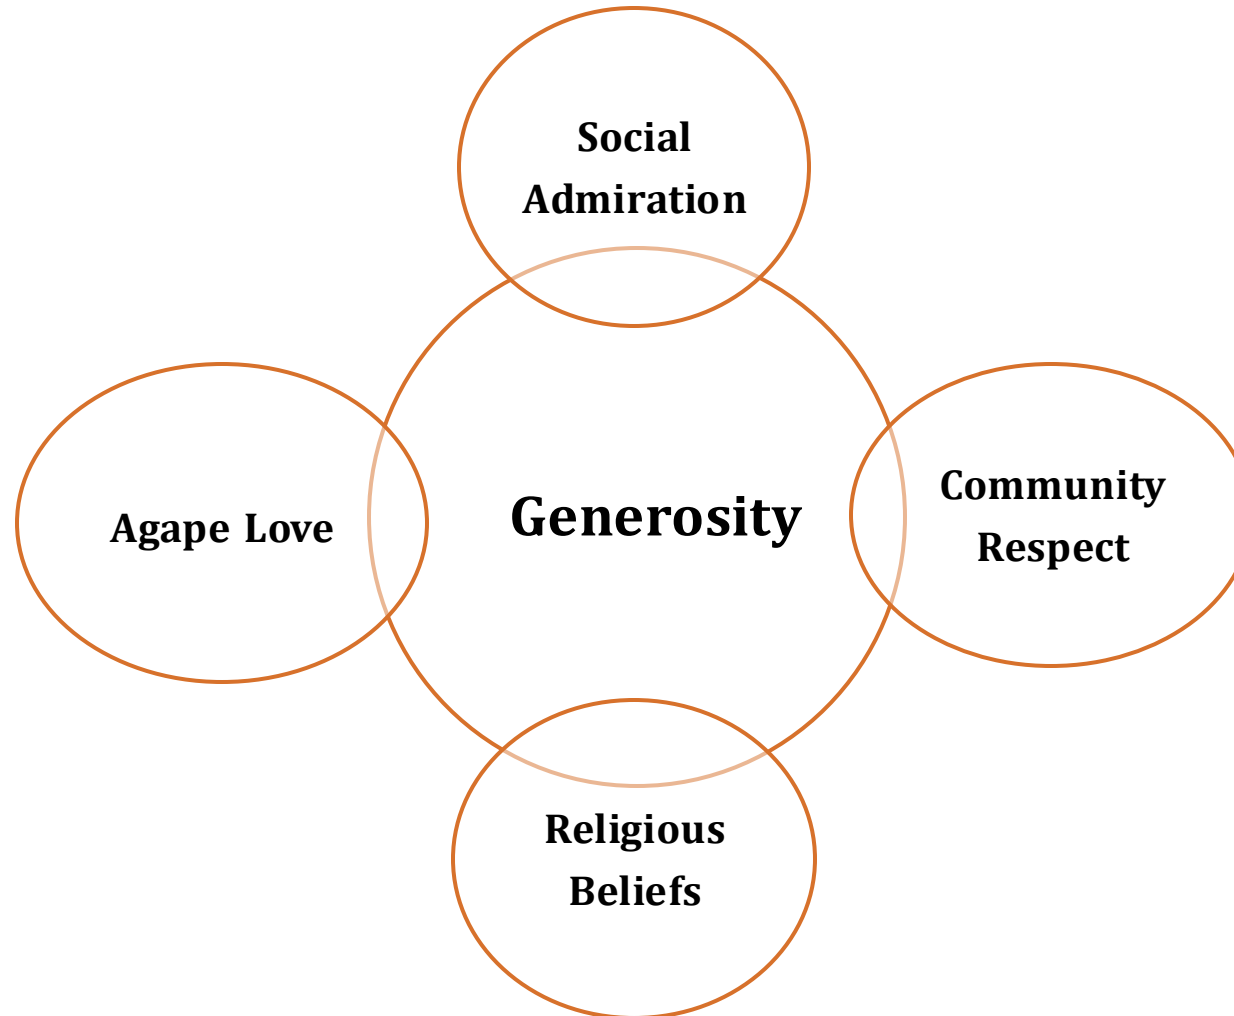 Social
Admiration
Agape Love
Generosity
Community
Respect
Religious
Beliefs